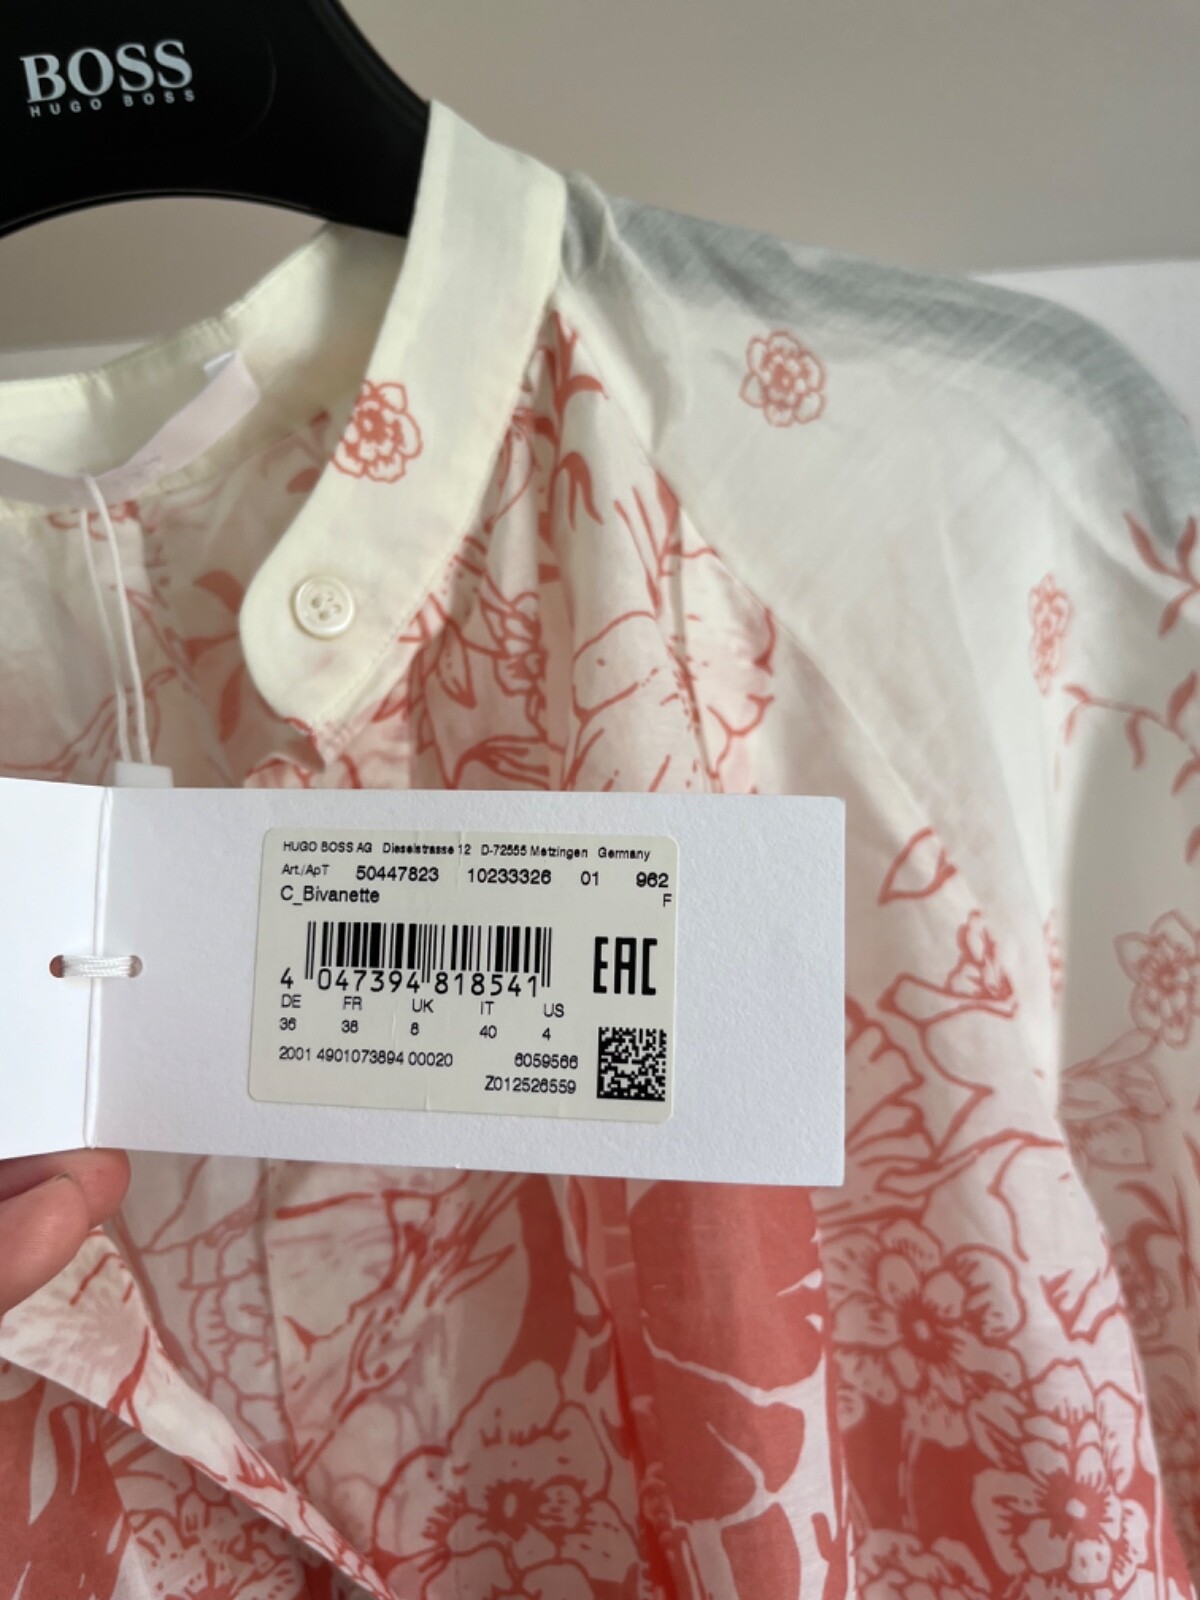 BOSS
HUGO BOSS
HUGO BOSS AG Dieselstrasse 12 D-72555 Metzingen Germany
Art./ApT 50447823 10233326 01 962
C_Bivanette F
4 047394 818541
EAC
DE FR UK IT US
36 38 8 40 4
2001 4901073894 00020 6059566
Z012526559